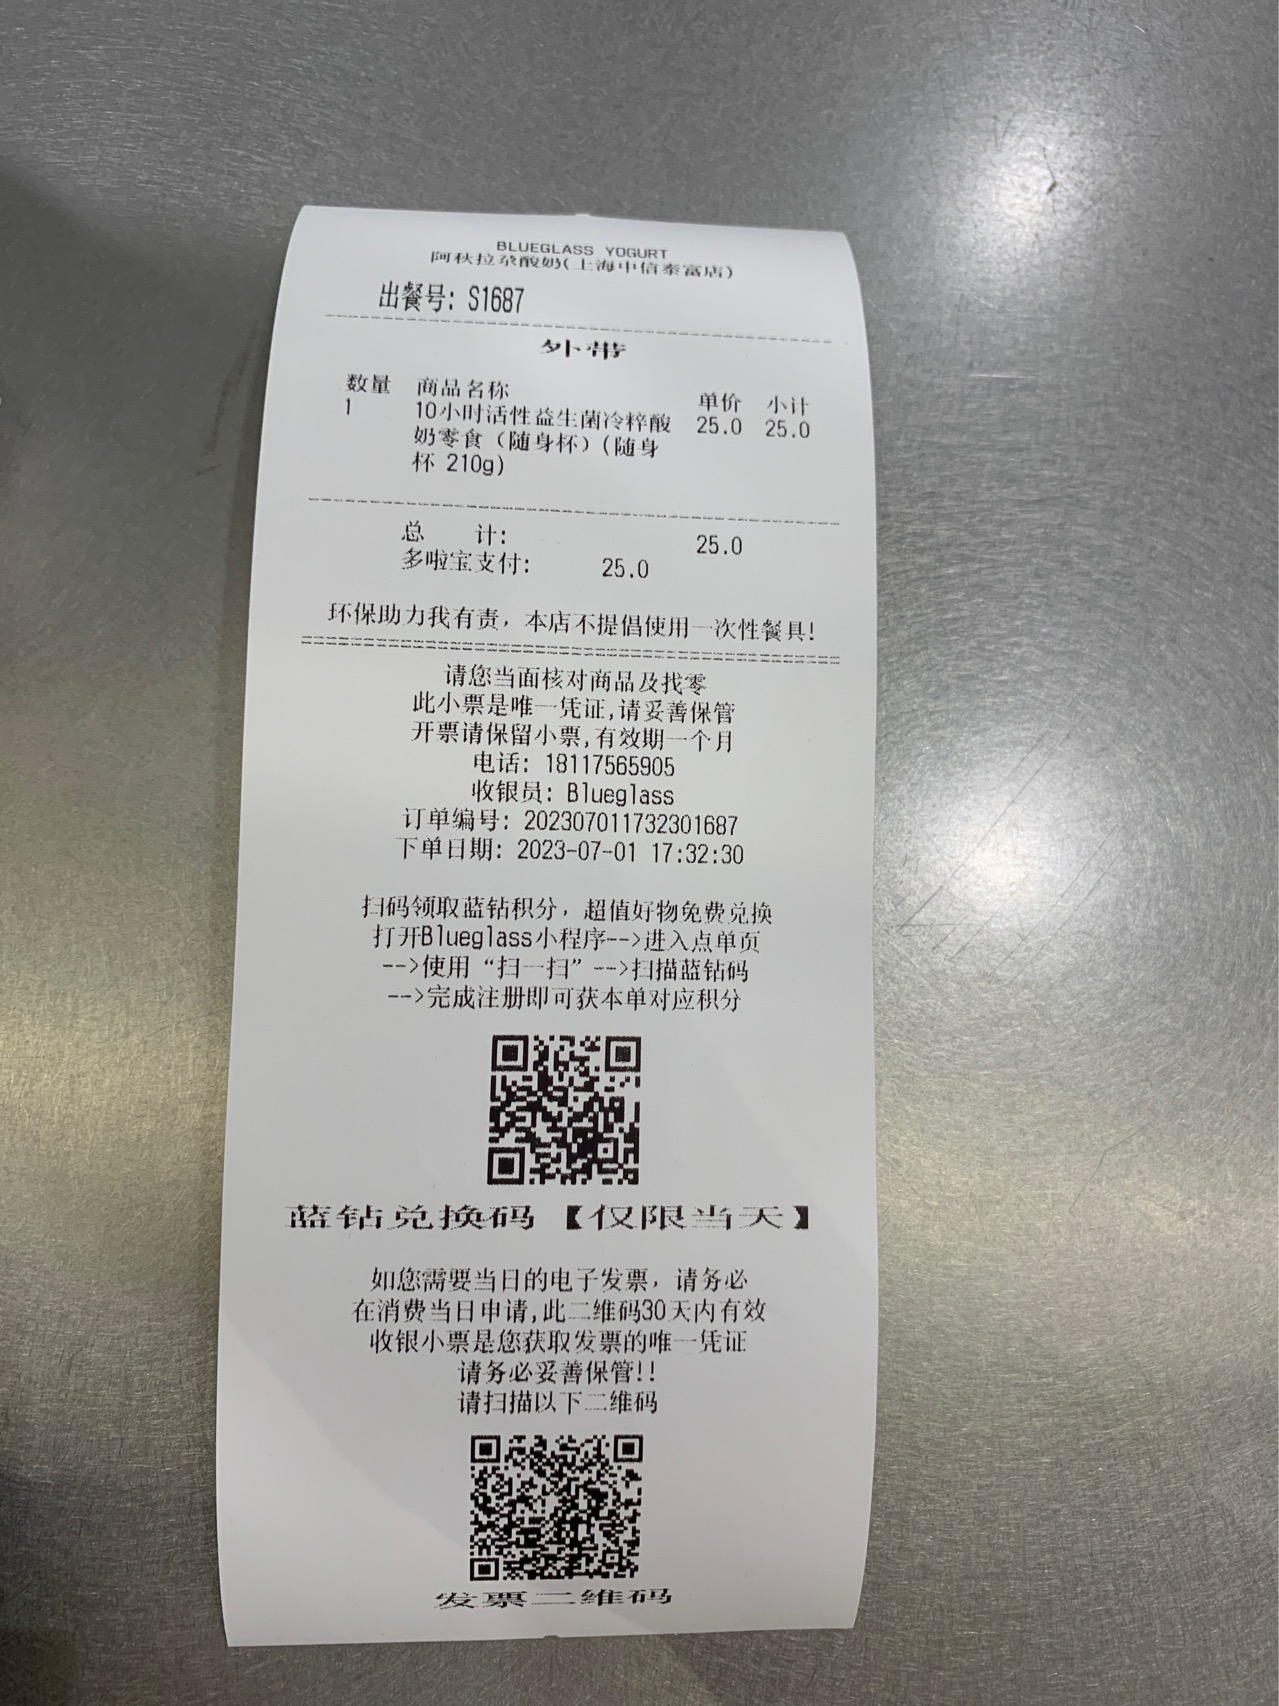 BLUEGLASS YOGURT
阿秋拉尕酸奶(上海中信泰富店)
出餐号: S1687
外带
数量 商品名称 单价 小计
1 10小时活性益生菌冷粹酸 25.0 25.0
奶零食（随身杯）(随身
杯 210g)
总 计: 25.0
多啦宝支付: 25.0
环保助力我有责，本店不提倡使用一次性餐具!
请您当面核对商品及找零
此小票是唯一凭证,请妥善保管
开票请保留小票,有效期一个月
电话: 18117565905
收银员: Blueglass
订单编号: 202307011732301687
下单日期: 2023-07-01 17:32:30
扫码领取蓝钻积分，超值好物免费兑换
打开Blueglass小程序-->进入点单页
-->使用“扫一扫”-->扫描蓝钻码
-->完成注册即可获本单对应积分
蓝钻兑换码【仅限当天】
如您需要当日的电子发票，请务必
在消费当日申请,此二维码30天内有效
收银小票是您获取发票的唯一凭证
请务必妥善保管!!
请扫描以下二维码
发票二维码